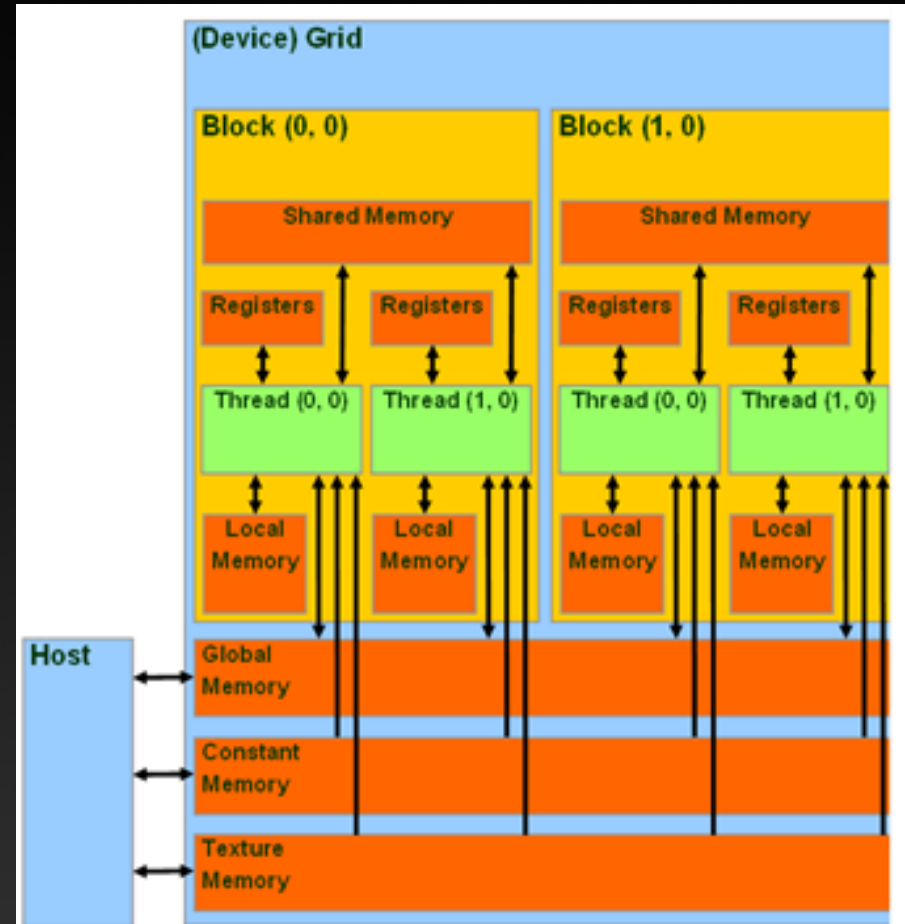 (Device) Grid
Block (0, 0)
Block (1, 0)
Shared Memory
Shared Memory
Registers
Registers
Registers
Registers
Thread (0, 0)
Thread (1, 0)
Thread (0, 0)
Thread (1, 0)
Local
Memory
Local
Memory
Local
Memory
Local
Memory
Host
Global
Memory
Constant
Memory
Texture
Memory